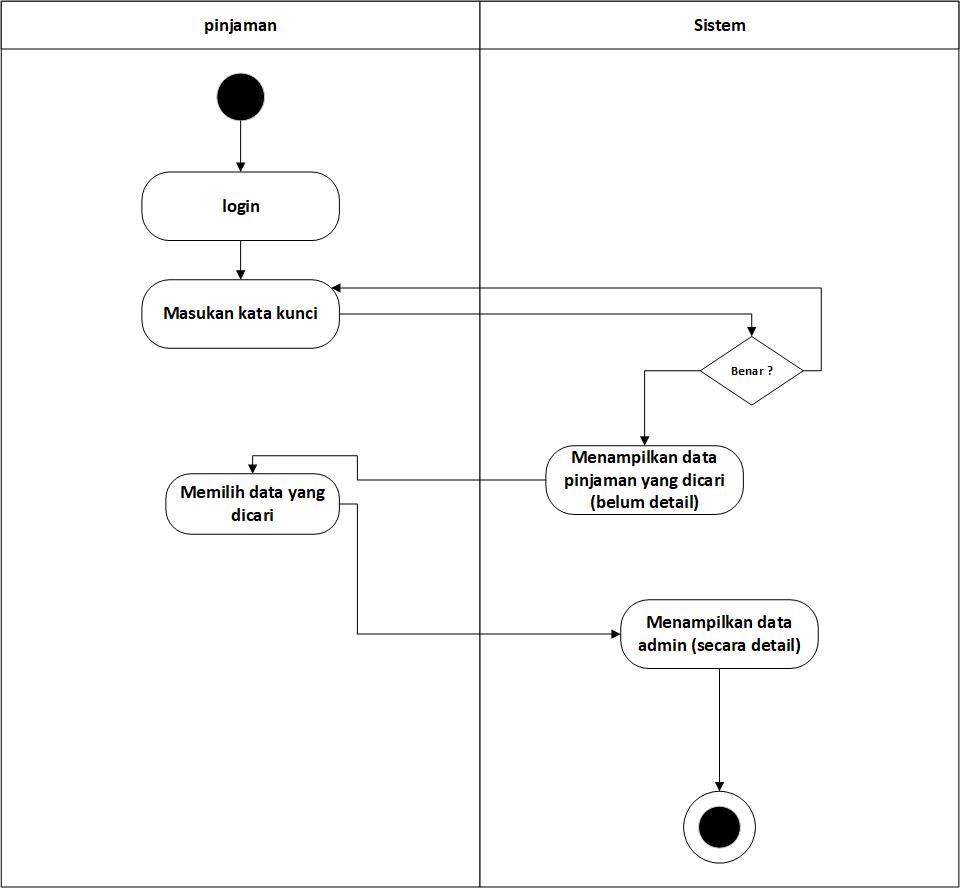 pinjaman
Sistem
login
Masukan kata kunci
Benar ?
Menampilkan data
pinjaman yang dicari
(belum detail)
Memilih data yang
dicari
Menampilkan data
admin (secara detail)